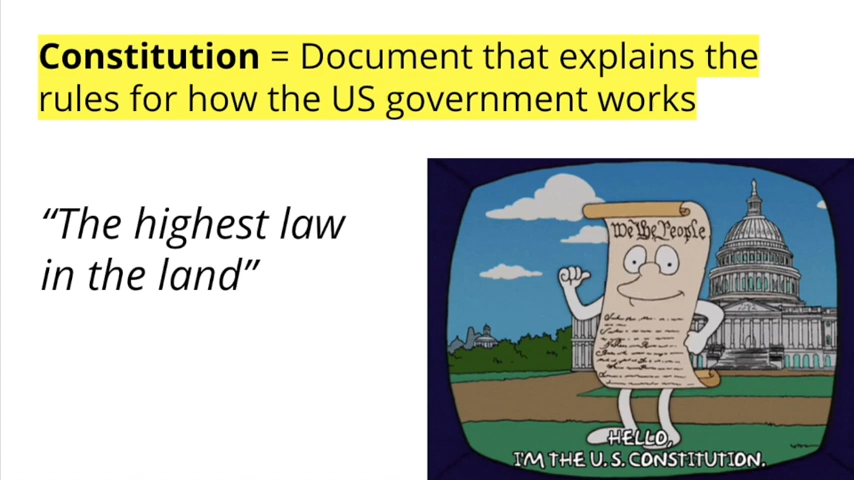 Constitution = Document that explains the
rules for how the US government works
“The highest law
in the land”
We the People
HELLO,
I'M THE U.S. CONSTITUTION.